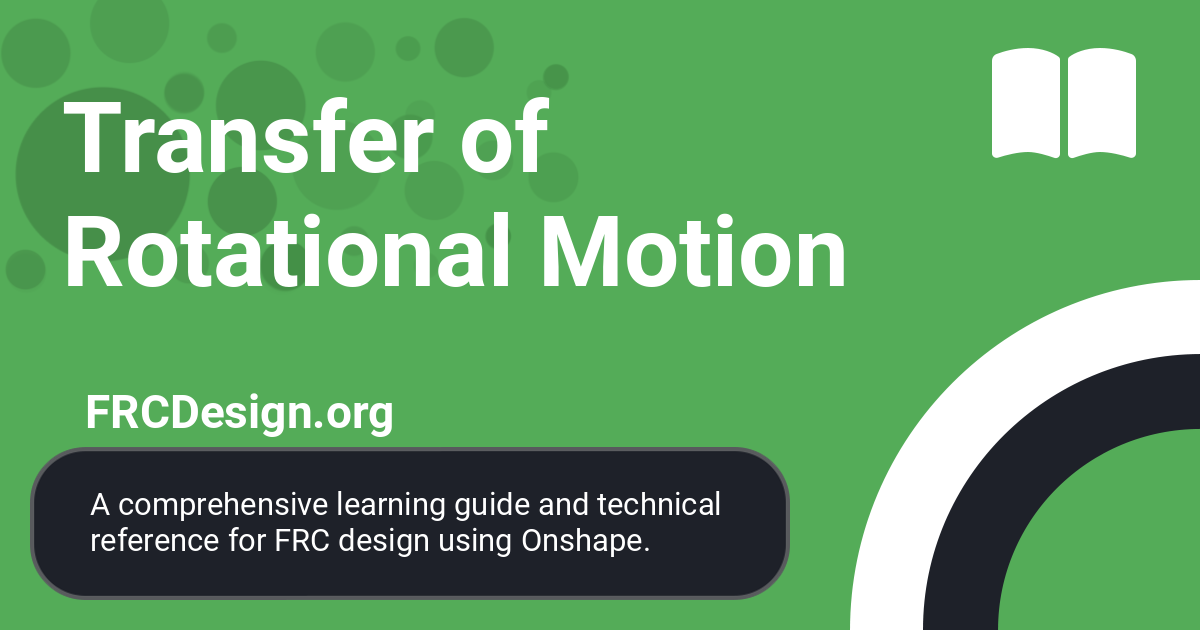 Transfer of
Rotational Motion
FRCDesign.org
A comprehensive learning guide and technical
reference for FRC design using Onshape.